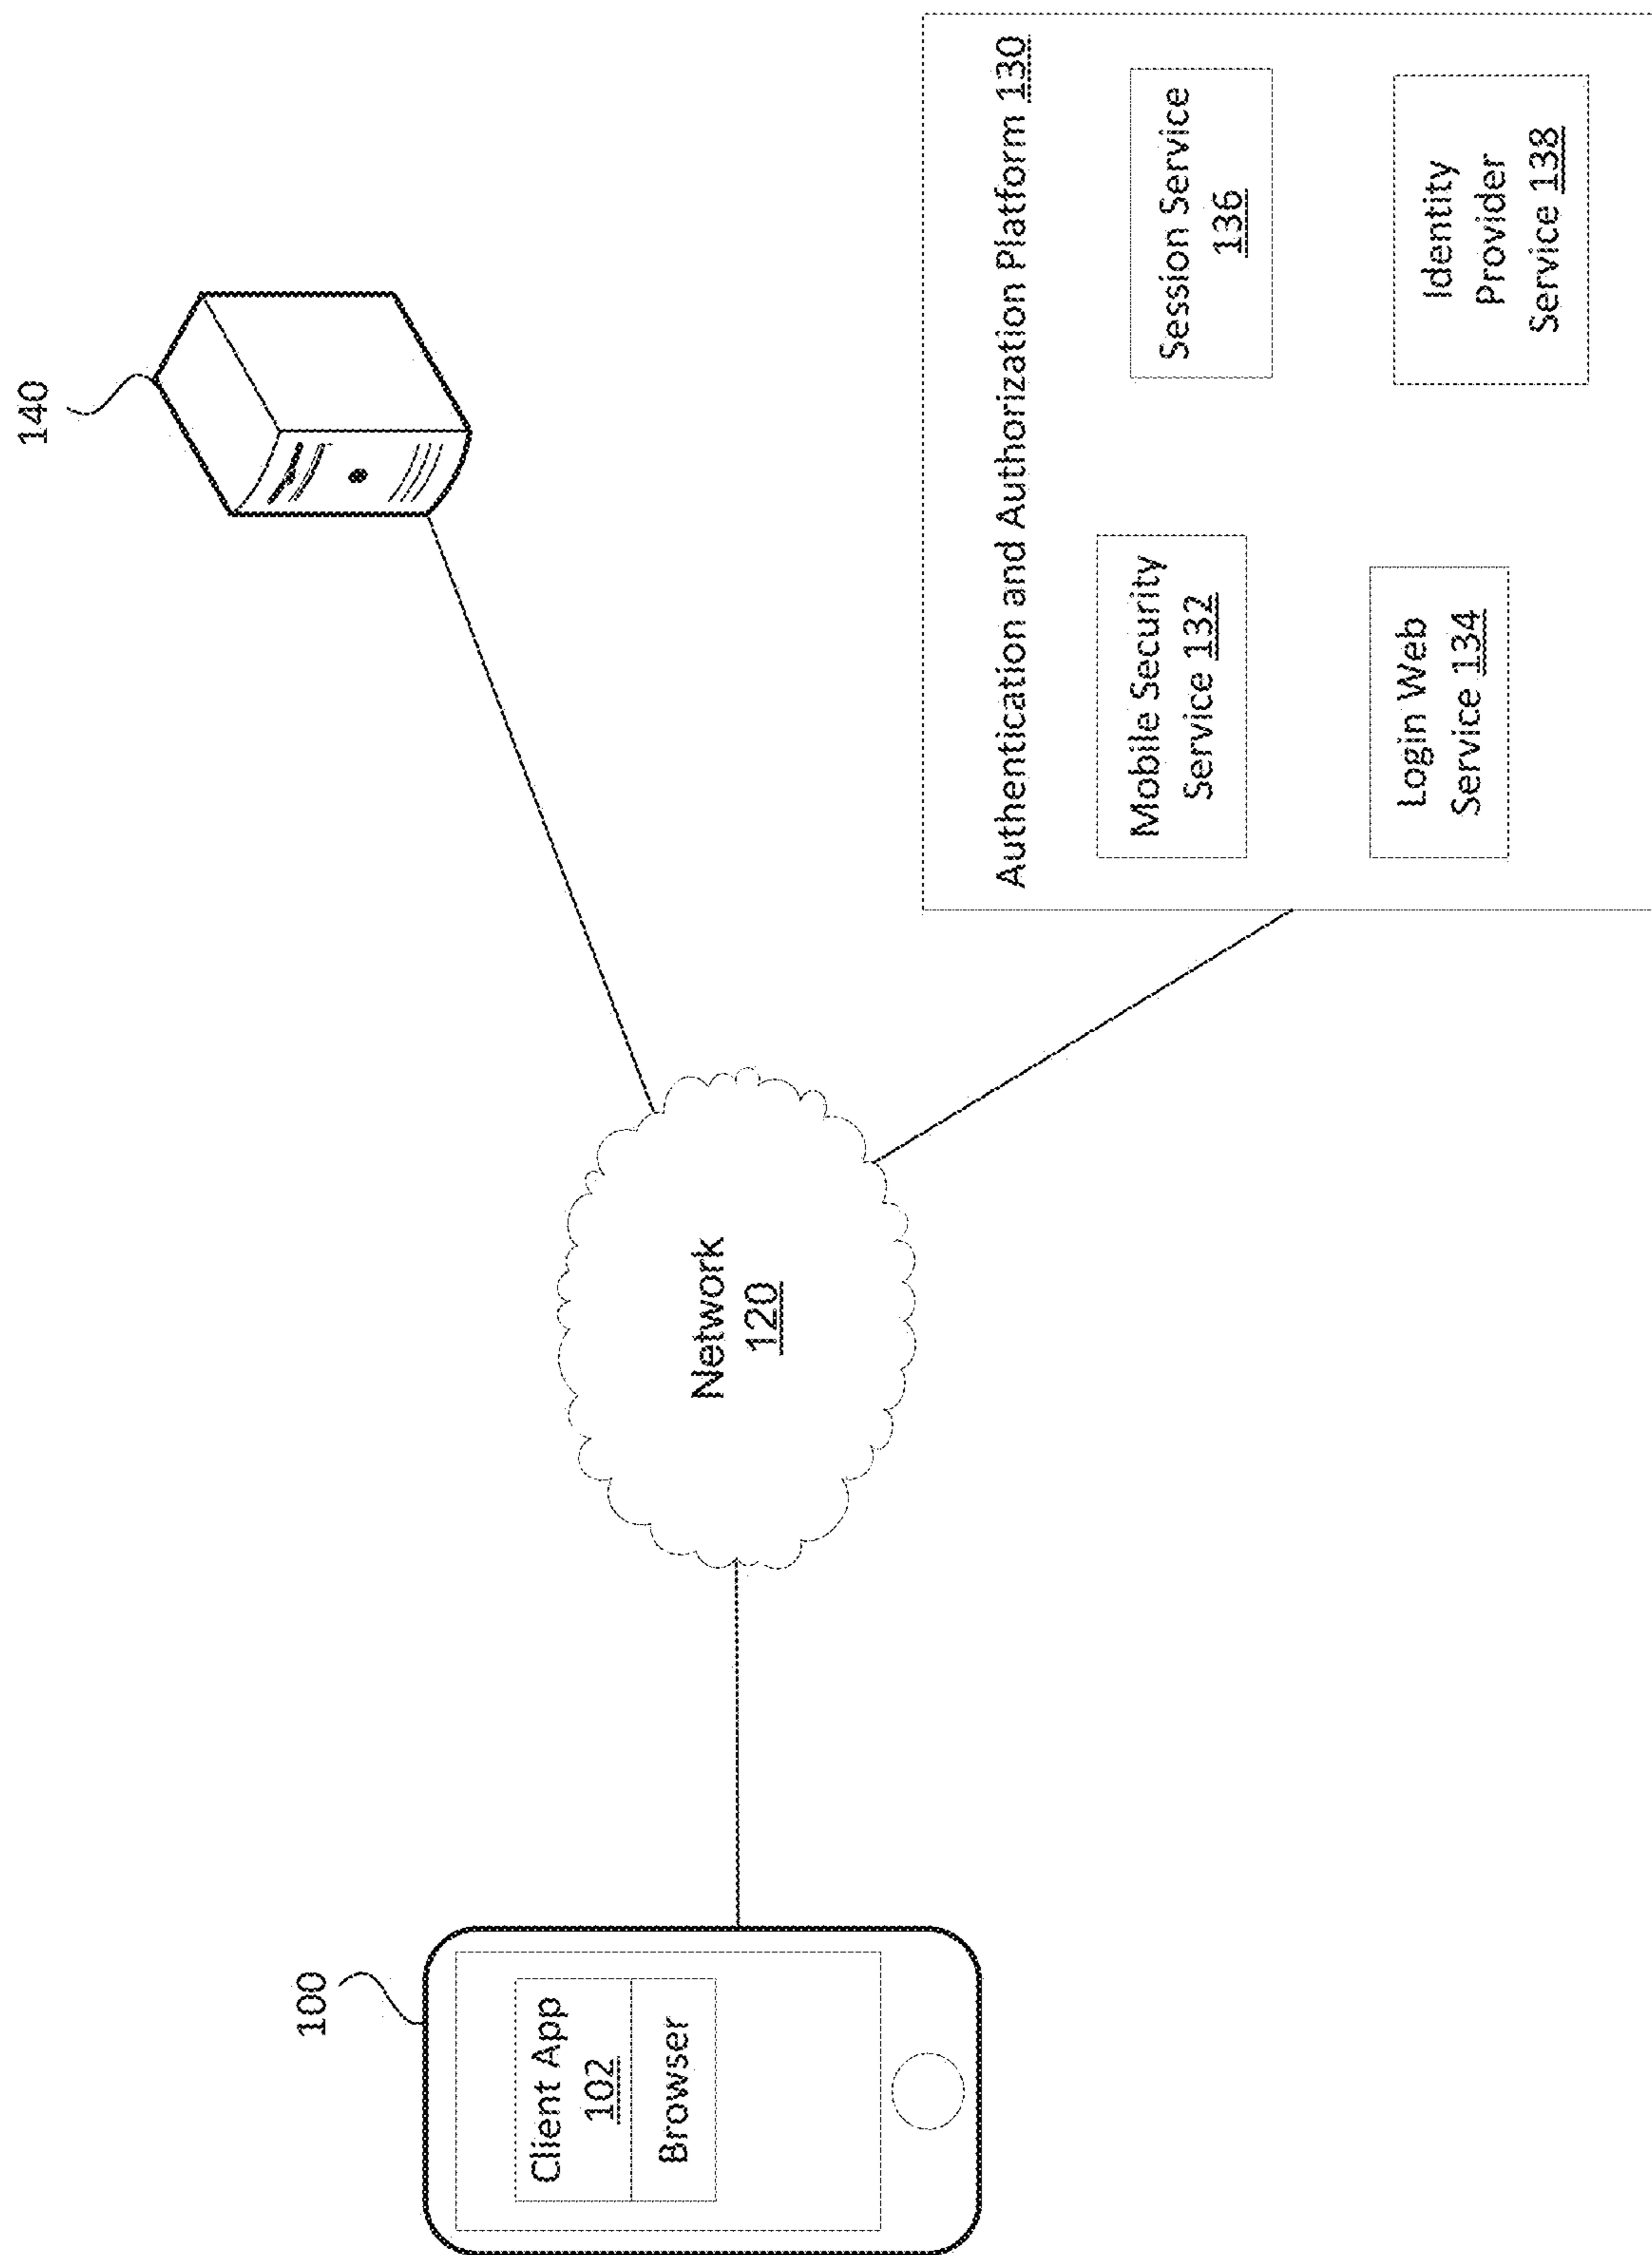 100
Client App
102
Browser
Network
120
140
Authentication and Authorization Platform 130
Mobile Security
Service 132
Session Service
136
Login Web
Service 134
Identity
Provider
Service 138